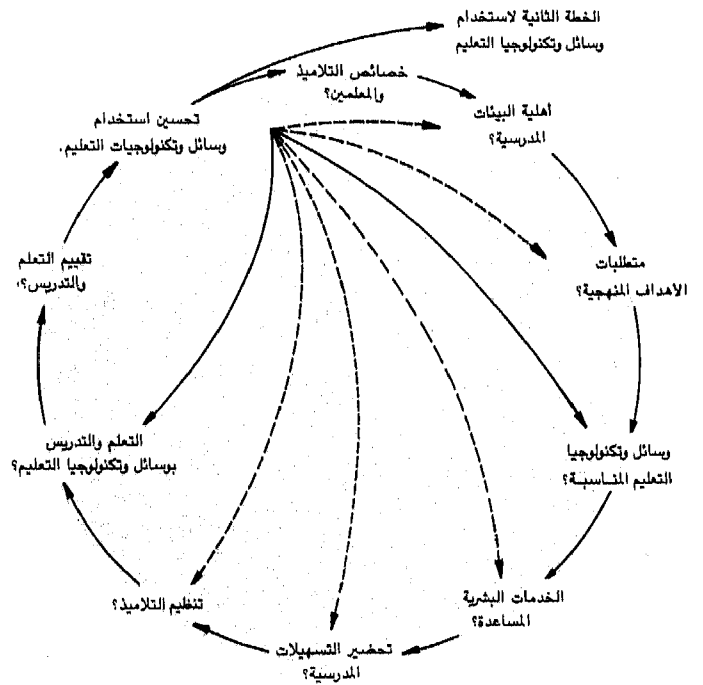 الخطة الثانية لاستخدام
وسائل وتكنولوجيا التعليم
خصائص التلاميذ
والمعلمين؟
أهلية البيئات
المدرسية؟
متطلبات
الاهداف المنهجية؟
وسائل وتكنولوجيا
التعليم المناسبة؟
الخدمات البشرية
المساعدة؟
تحضير التسهيلات
المدرسية؟
تنظيم التلاميذ؟
التعلم والتدريس
بوسائل وتكنولوجيا التعليم؟
تقييم التعلم
والتدريس؟
تحسين استخدام
وسائل وتكنولوجيات التعليم.